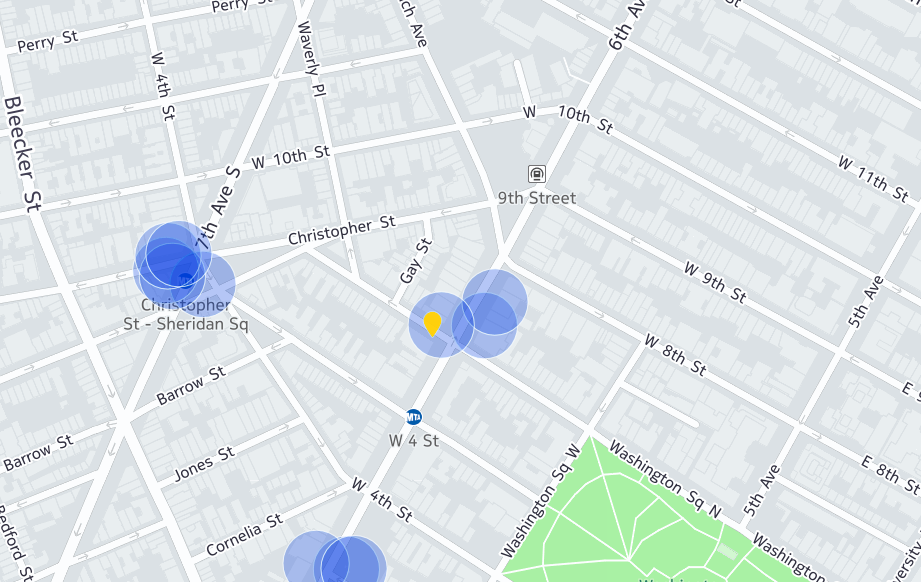 Perry St
Perry St
6th Av
W 4th St
Waverly Pl
Bleecker St
W 10th St
W 10th St
W 11th St
7th Ave S
9th Street
Christopher St
Gay St
W 9th St
5th Ave
Christopher
St - Sheridan Sq
W 8th St
Barrow St
MTA
W 4 St
Barrow St
Jones St
Washington Sq W
Washington Sq N
5th Ave
E 8th St
W 4th St
Cornelia St
Bedford St
Washington